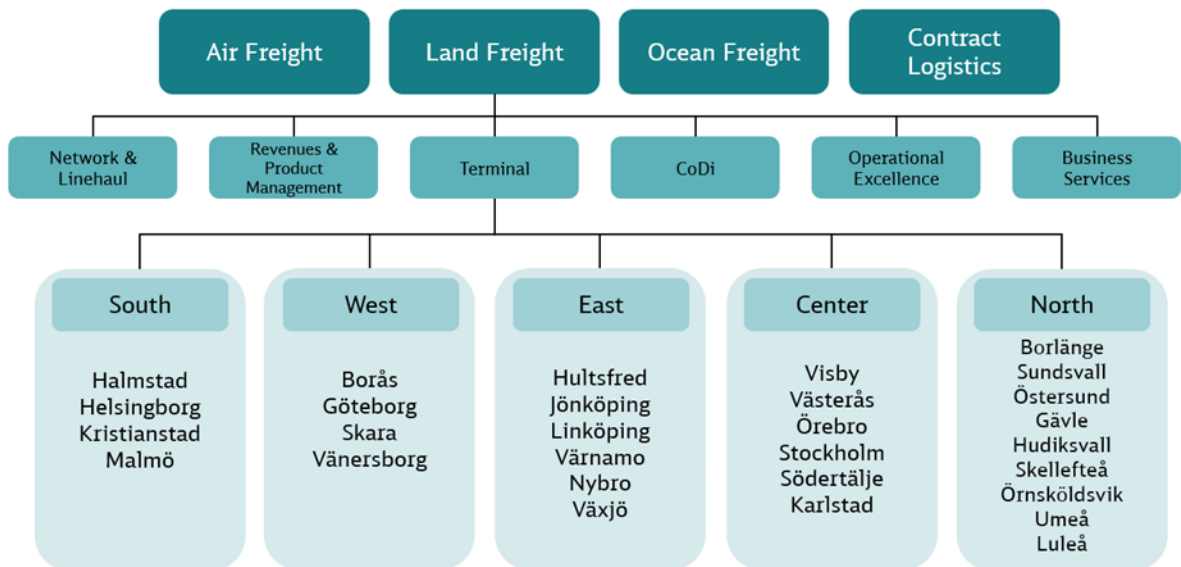 Air Freight
Land Freight
Ocean Freight
Contract
Logistics
Network &
Linehaul
Revenues &
Product
Management
Terminal
CoDi
Operational
Excellence
Business
Services
South
Halmstad
Helsingborg
Kristianstad
Malmö
West
Borås
Göteborg
Skara
Vänersborg
East
Hultsfred
Jönköping
Linköping
Värnamo
Nybro
Växjö
Center
Visby
Västerås
Örebro
Stockholm
Södertälje
Karlstad
North
Borlänge
Sundsvall
Östersund
Gävle
Hudiksvall
Skellefteå
Örnsköldsvik
Umeå
Luleå